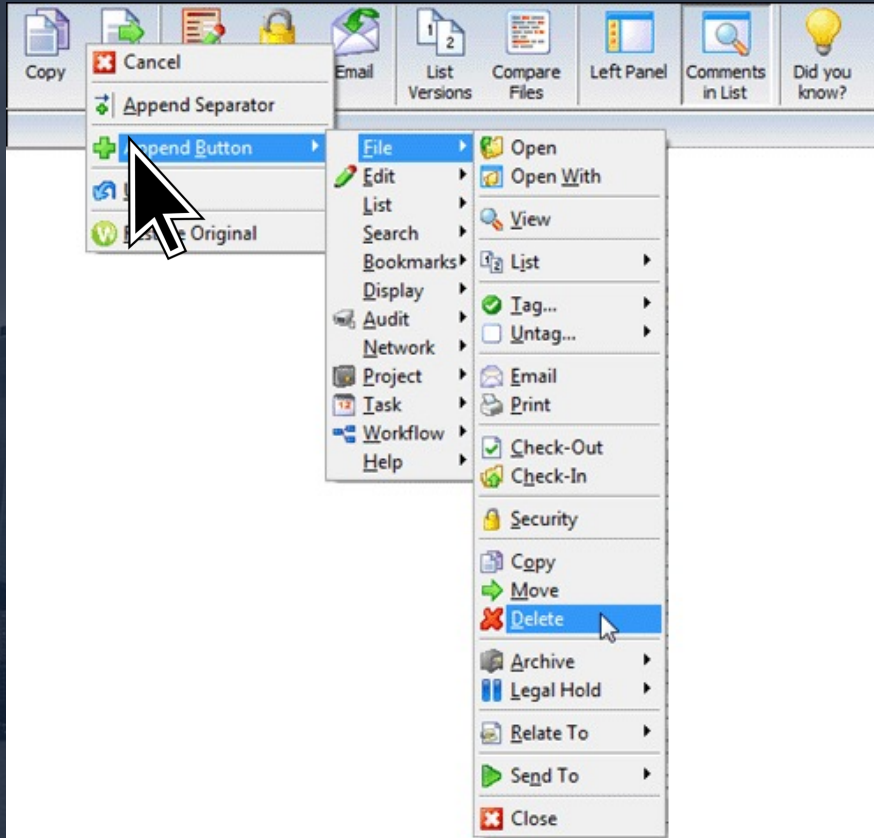 Copy
Email
List
Versions
Compare
Files
Left Panel
Comments
in List
Did you
know?
Cancel
Append Separator
Append Button
Original
File
Edit
List
Search
Bookmarks
Display
Audit
Network
Project
Task
Workflow
Help
Open
Open With
View
List
Tag...
Untag...
Email
Print
Check-Out
Check-In
Security
Copy
Move
Delete
Archive
Legal Hold
Relate To
Send To
Close